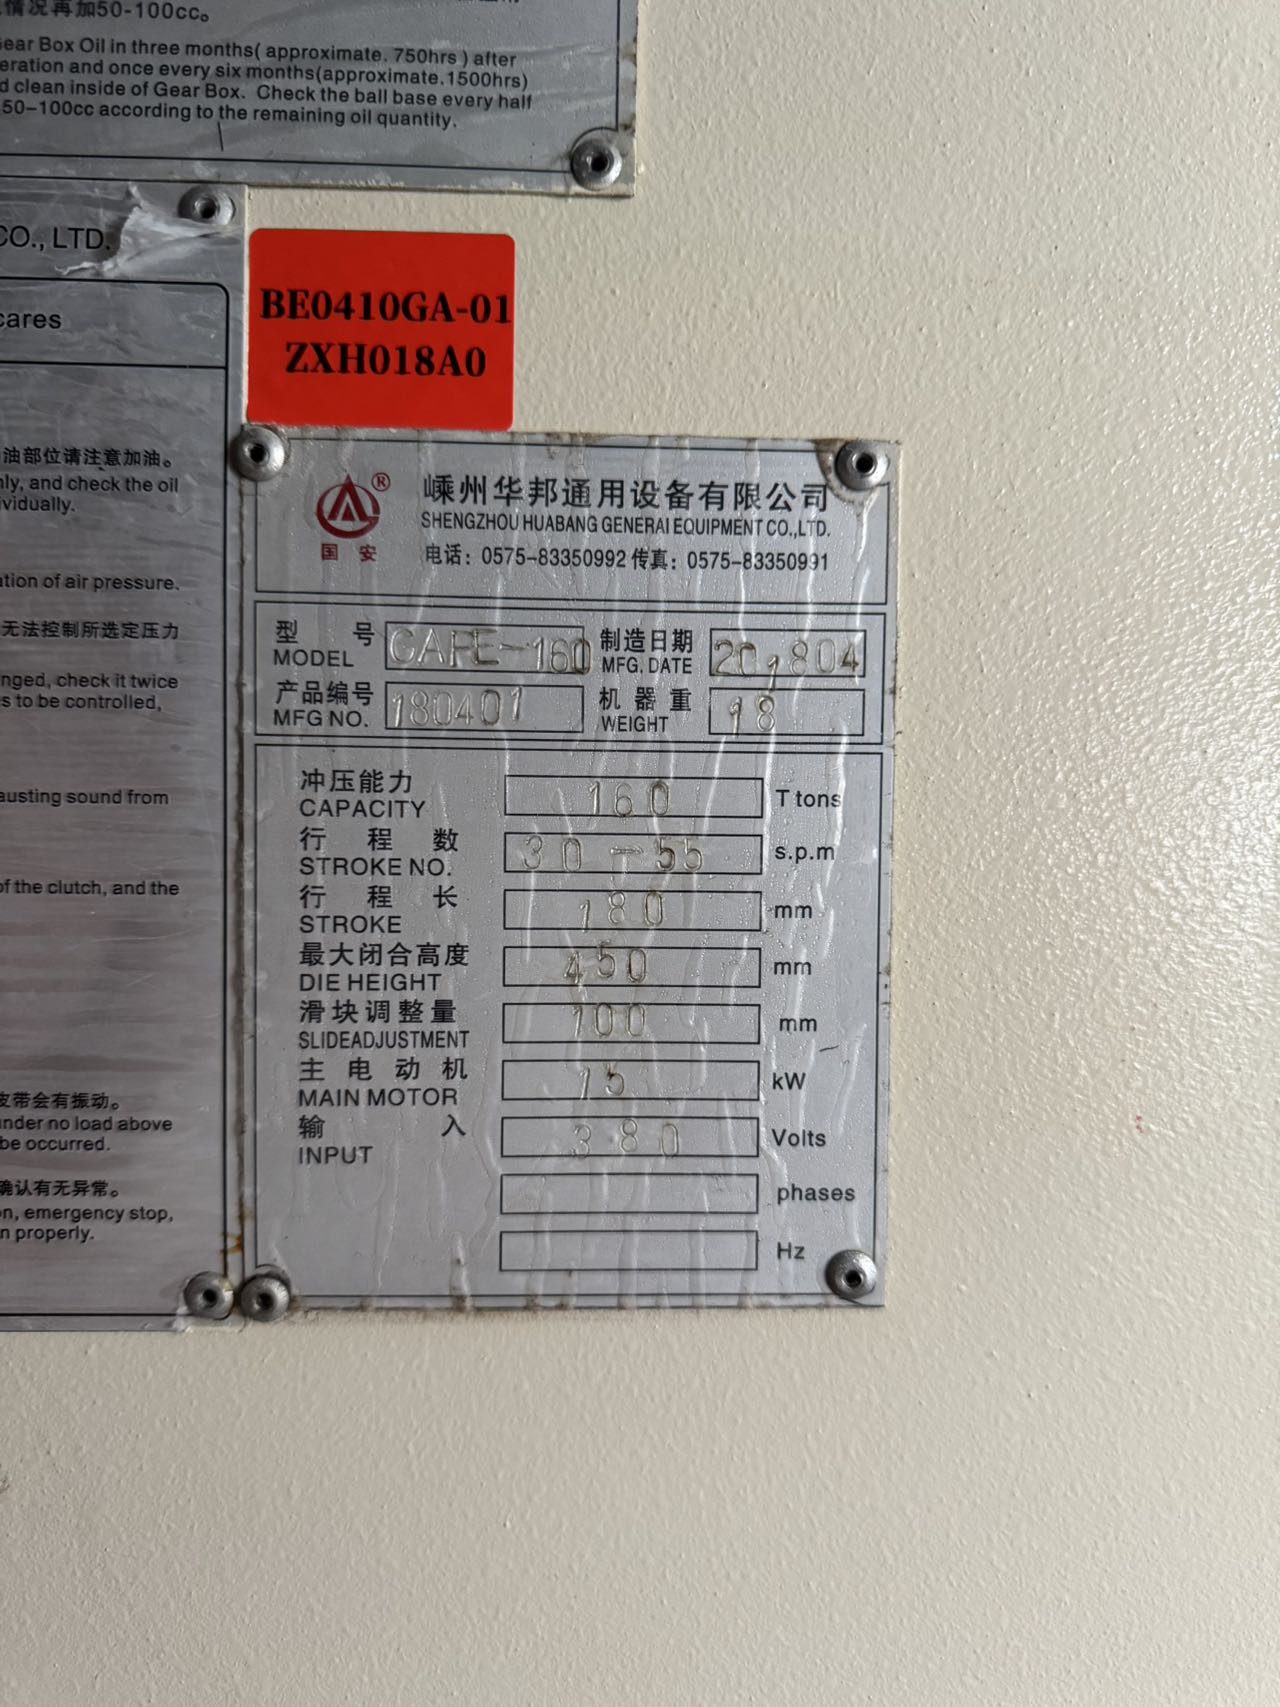 情况再加50-100cc。
Gear Box Oil in three months( approximate. 750hrs ) after
eration and once every six months(approximate.1500hrs)
d clean inside of Gear Box. Check the ball base every half
50-100cc according to the remaining oil quantity.
CO., LTD.
cares
油部位请注意加油。
nly, and check the oil
ividually.
ation of air pressure.
无法控制所选定压力
nged, check it twice
s to be controlled,
austing sound from
of the clutch, and the
皮带会有振动。
under no load above
be occurred.
确认有无异常。
on, emergency stop,
n properly.
BE0410GA-01
ZXH018A0
国安
嵊州华邦通用设备有限公司
SHENGZHOU HUABANG GENERAI EQUIPMENT CO.,LTD.
电话：0575-83350992 传真：0575-83350991
型号 MODEL GAFE-160 制造日期 MFG. DATE 201804
产品编号 MFG NO. 180401 机器重 WEIGHT 18
冲压能力 CAPACITY 160 T tons
行程数 STROKE NO. 30-55 s.p.m
行程长 STROKE 180 mm
最大闭合高度 DIE HEIGHT 450 mm
滑块调整量 SLIDEADJUSTMENT 100 mm
主电动机 MAIN MOTOR 15 kW
输入 INPUT 380 Volts
phases
Hz